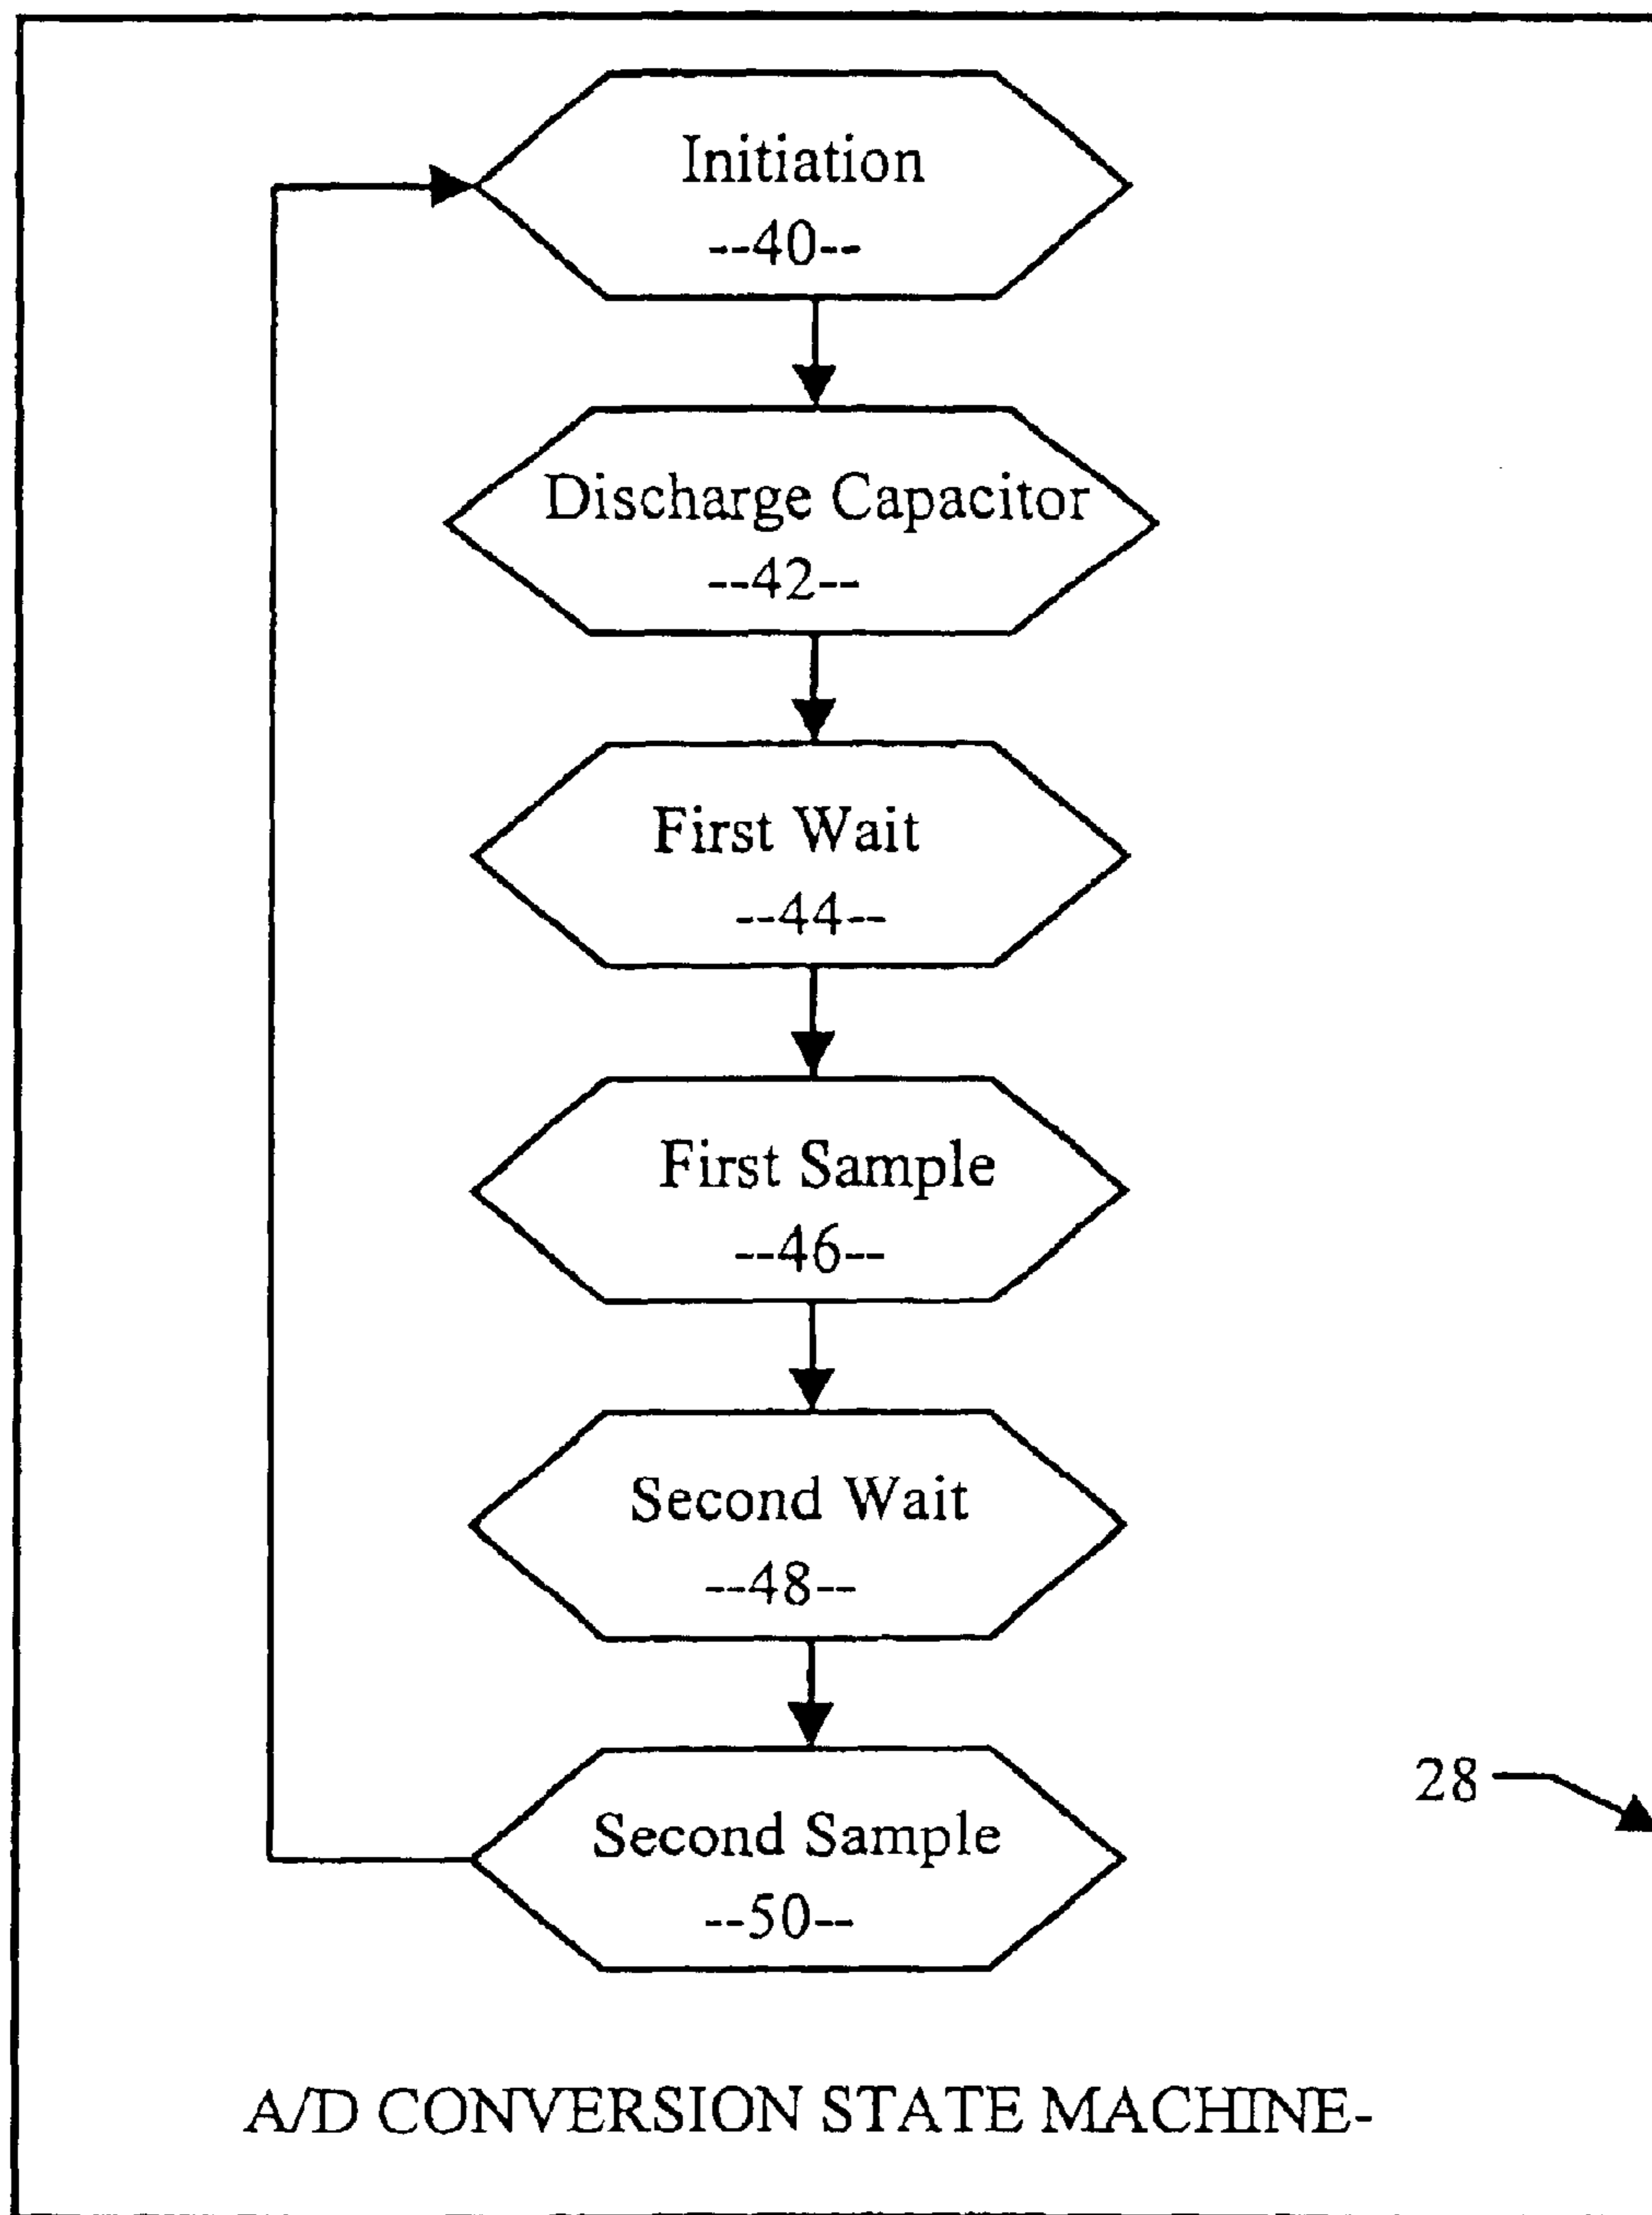 Initiation
--40--
Discharge Capacitor
--42--
First Wait
--44--
First Sample
--46--
Second Wait
--48--
Second Sample
--50--
28
A/D CONVERSION STATE MACHINE-